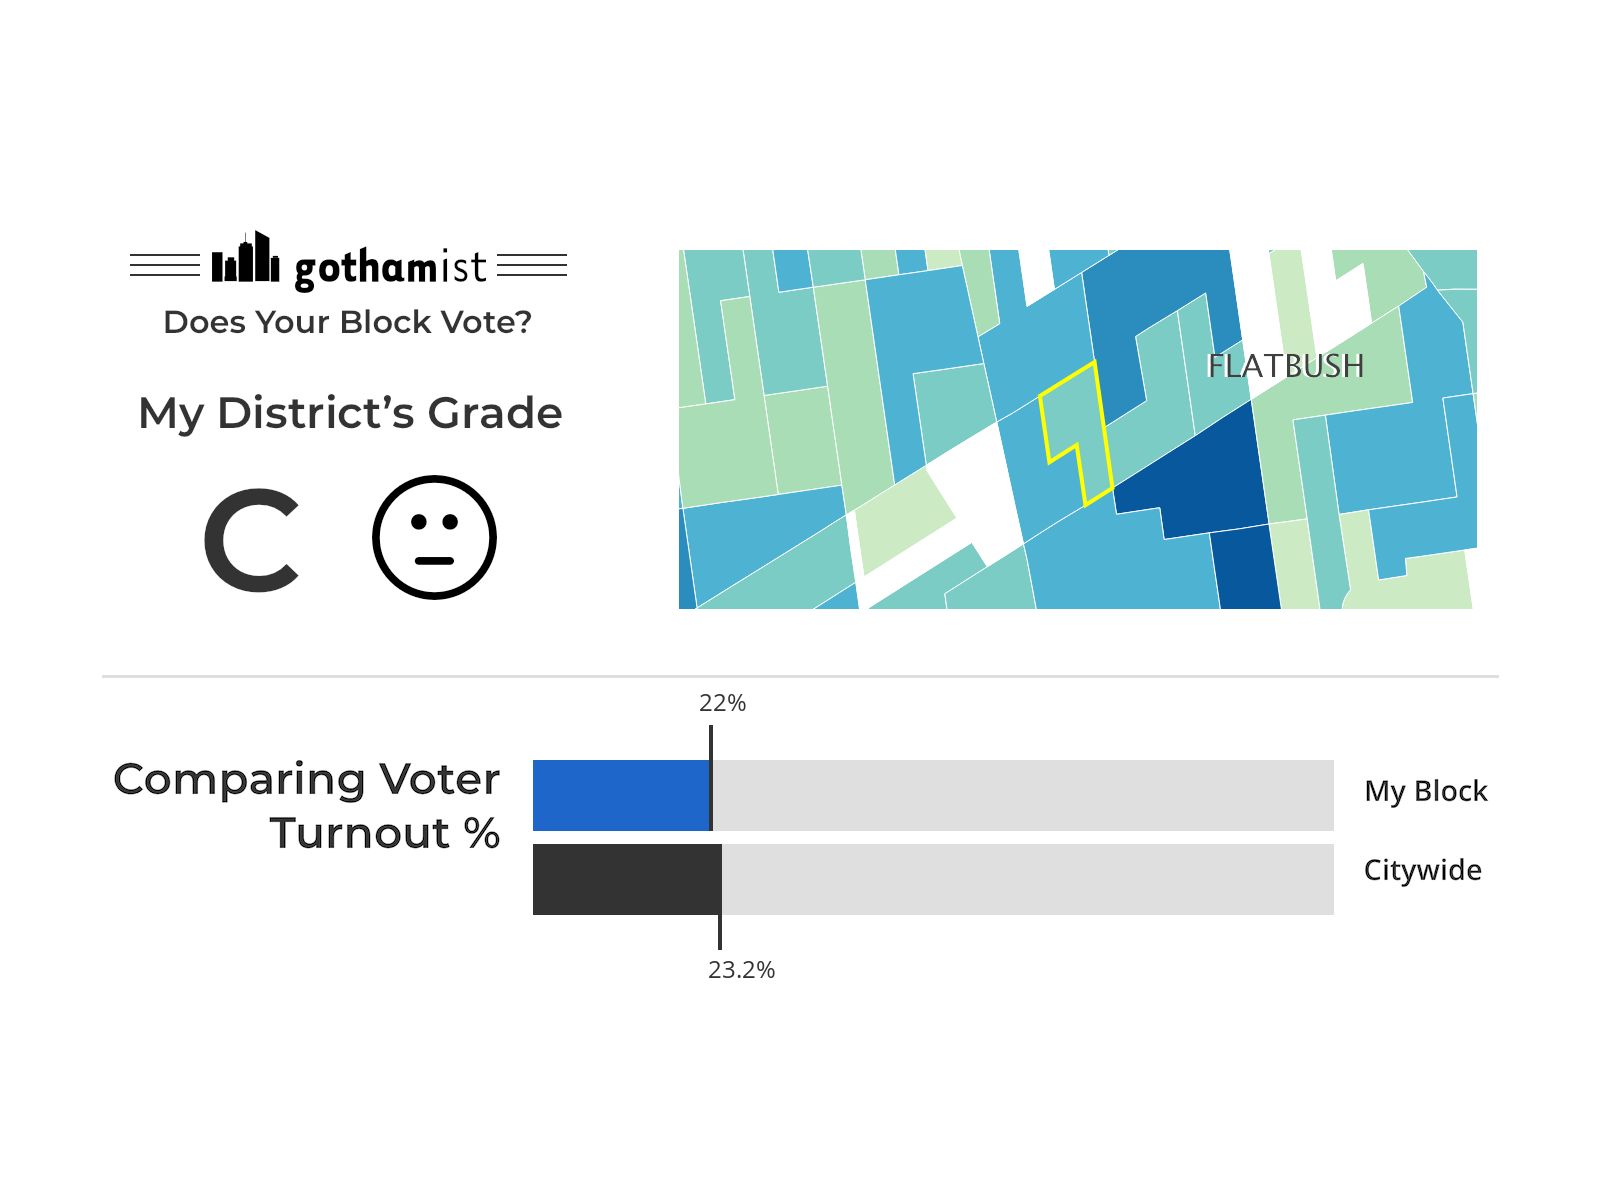 gothamist
Does Your Block Vote?
My District’s Grade
C
FLATBUSH
22%
Comparing Voter
Turnout %
My Block
Citywide
23.2%